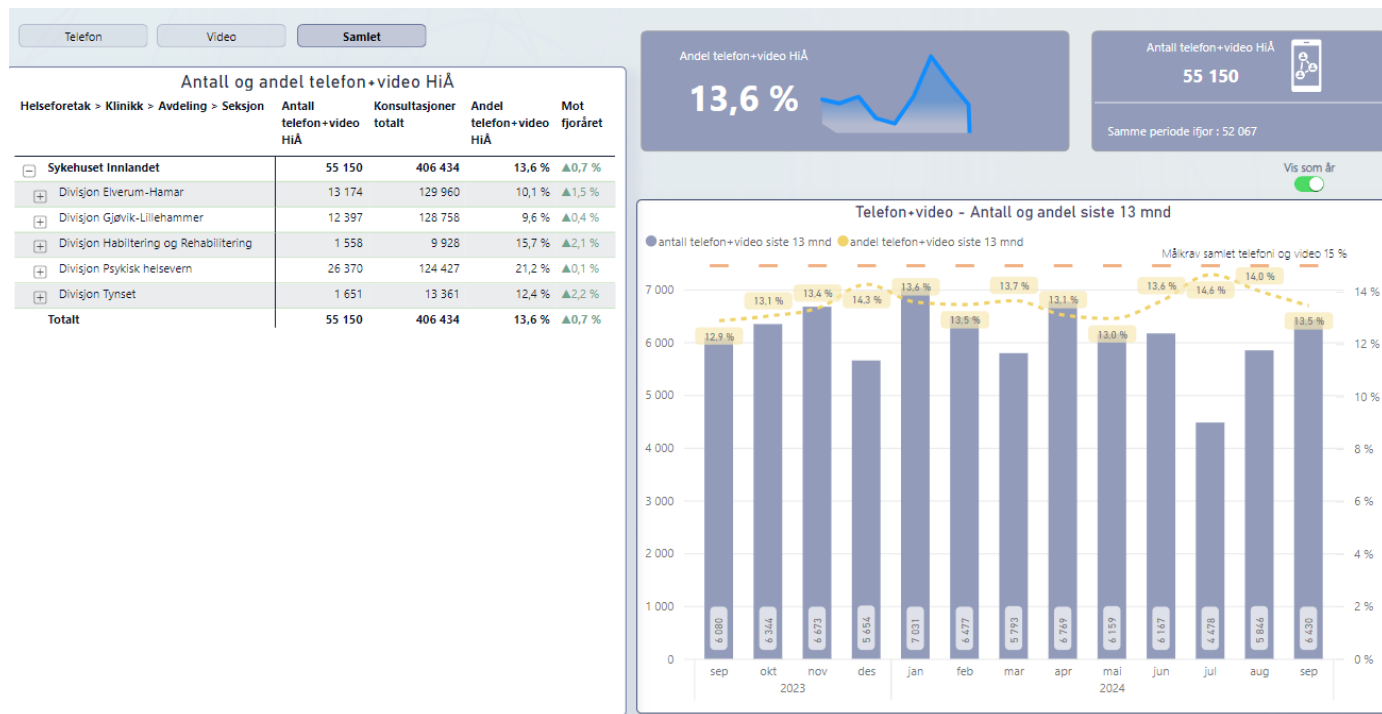 Telefon
Video
Samlet
Antall og andel telefon+video HiÅ
Helseforetak > Klinikk > Avdeling > Seksjon Antall telefon+video HiÅ Konsultasjoner totalt Andel telefon+video HiÅ Mot fjoråret
Sykehuset Innlandet 55 150 406 434 13,6 % ▲0,7 %
Divisjon Elverum-Hamar 13 174 129 960 10,1 % ▲1,5 %
Divisjon Gjøvik-Lillehammer 12 397 128 758 9,6 % ▲0,4 %
Divisjon Habiltering og Rehabilitering 1 558 9 928 15,7 % ▲2,1 %
Divisjon Psykisk helsevern 26 370 124 427 21,2 % ▲0,1 %
Divisjon Tynset 1 651 13 361 12,4 % ▲2,2 %
Totalt 55 150 406 434 13,6 % ▲0,7 %
Andel telefon+video HiÅ
13,6 %
Antall telefon+video HiÅ
55 150
Samme periode ifjor : 52 067
Vis som år
Telefon+video - Antall og andel siste 13 mnd
antall telefon+video siste 13 mnd andel telefon+video siste 13 mnd
Målkrav samlet telefoni og video 15 %
7 000
6 000
5 000
4 000
3 000
2 000
1 000
0
12,9 % 13,1 % 13,4 % 14,3 % 13,6 % 13,5 % 13,7 % 13,1 % 13,0 % 13,6 % 14,6 % 14,0 % 13,5 %
6 080 6 344 6 673 5 654 7 031 6 477 5 793 6 769 6 159 6 167 4 478 5 846 6 430
14 %
12 %
10 %
8 %
6 %
4 %
2 %
0 %
sep okt nov des jan feb mar apr mai jun jul aug sep
2023 2024